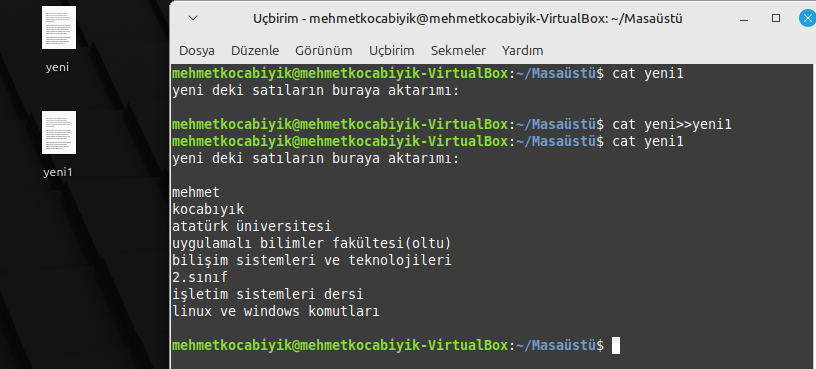 yeni
yeni1
Uçbirim - mehmetkocabiyik@mehmetkocabiyik-VirtualBox: ~/Masaüstü
Dosya Düzenle Görünüm Uçbirim Sekmeler Yardım
mehmetkocabiyik@mehmetkocabiyik-VirtualBox:~/Masaüstü$ cat yeni1
yeni deki satıların buraya aktarımı:
mehmetkocabiyik@mehmetkocabiyik-VirtualBox:~/Masaüstü$ cat yeni>>yeni1
mehmetkocabiyik@mehmetkocabiyik-VirtualBox:~/Masaüstü$ cat yeni1
yeni deki satıların buraya aktarımı:
mehmet
kocabıyık
atatürk üniversitesi
uygulamalı bilimler fakültesi(oltu)
bilişim sistemleri ve teknolojileri
2.sınıf
işletim sistemleri dersi
linux ve windows komutları
mehmetkocabiyik@mehmetkocabiyik-VirtualBox:~/Masaüstü$